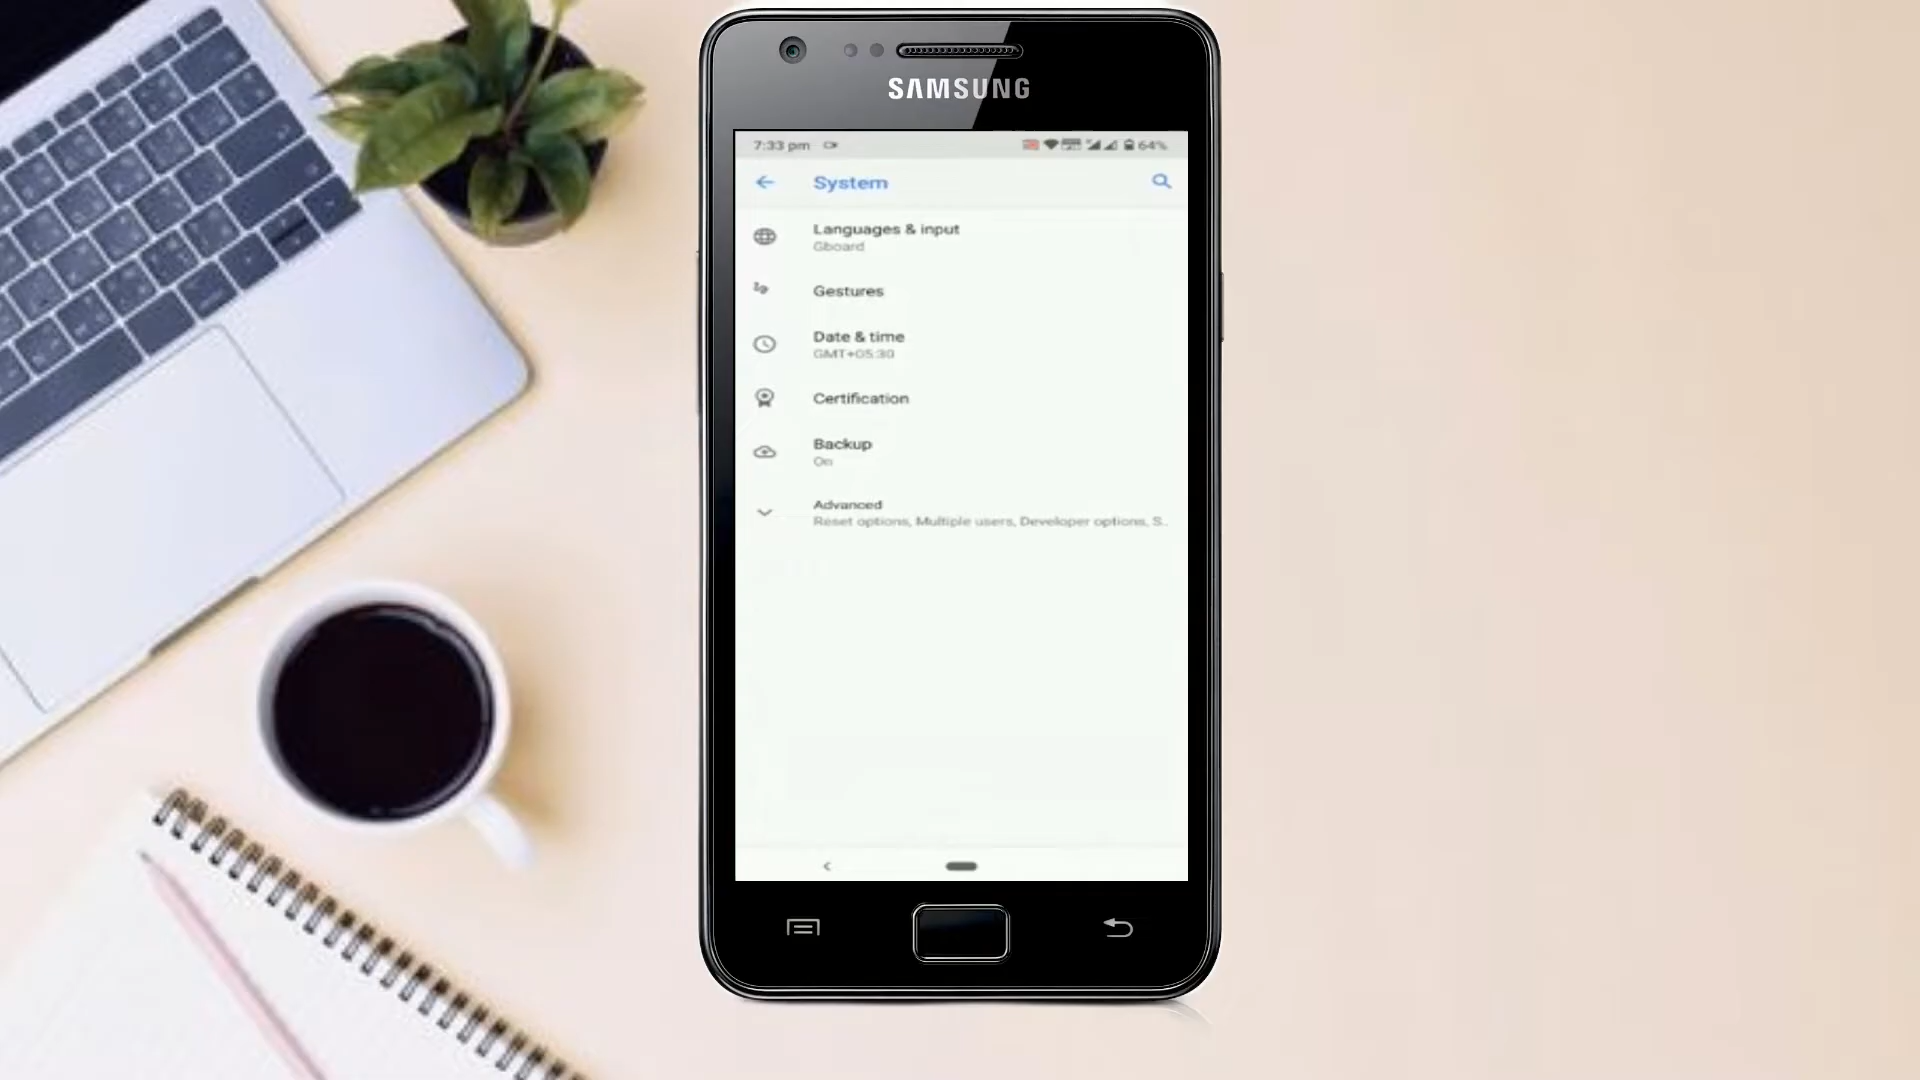 SAMSUNG
7:33 pm 64%
System
Languages & input
Gboard
Gestures
Date & time
GMT+05:30
Certification
Backup
On
Advanced
Reset options, Multiple users, Developer options, S..